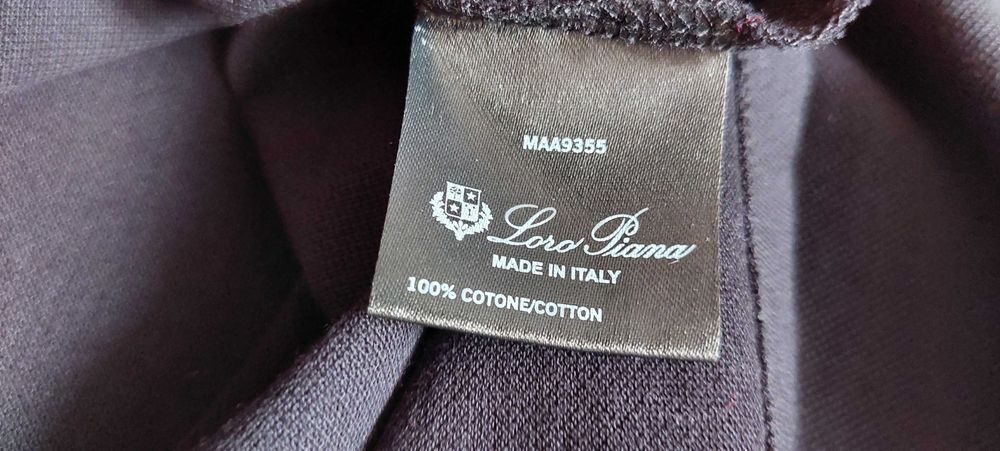 MAA9355
Loro Piana
MADE IN ITALY
100% COTONE/COTTON